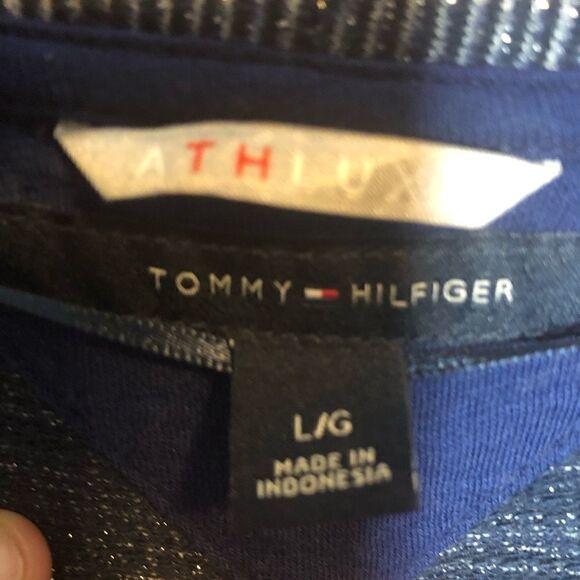 ATHLUX
TOMMY HILFIGER
L/G
MADE IN
INDONESIA